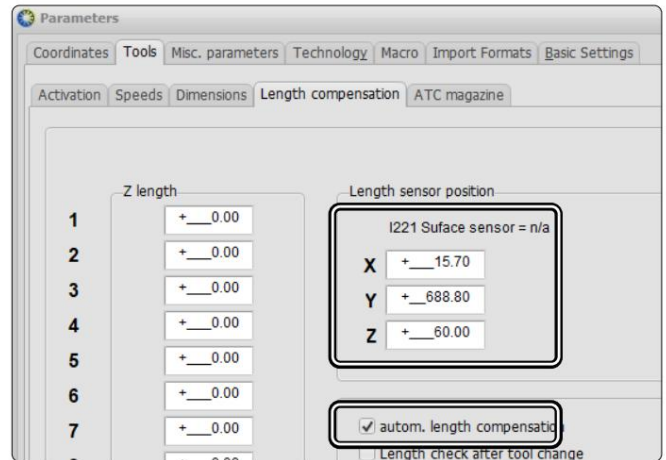 Parameters
Coordinates Tools Misc. parameters Technology Macro Import Formats Basic Settings
Activation Speeds Dimensions Length compensation ATC magazine
Z length
1 +___0.00
2 +___0.00
3 +___0.00
4 +___0.00
5 +___0.00
6 +___0.00
7 +___0.00
Length sensor position
I221 Suface sensor = n/a
X +___15.70
Y +__688.80
Z +___60.00
autom. length compensation
Length check after tool change